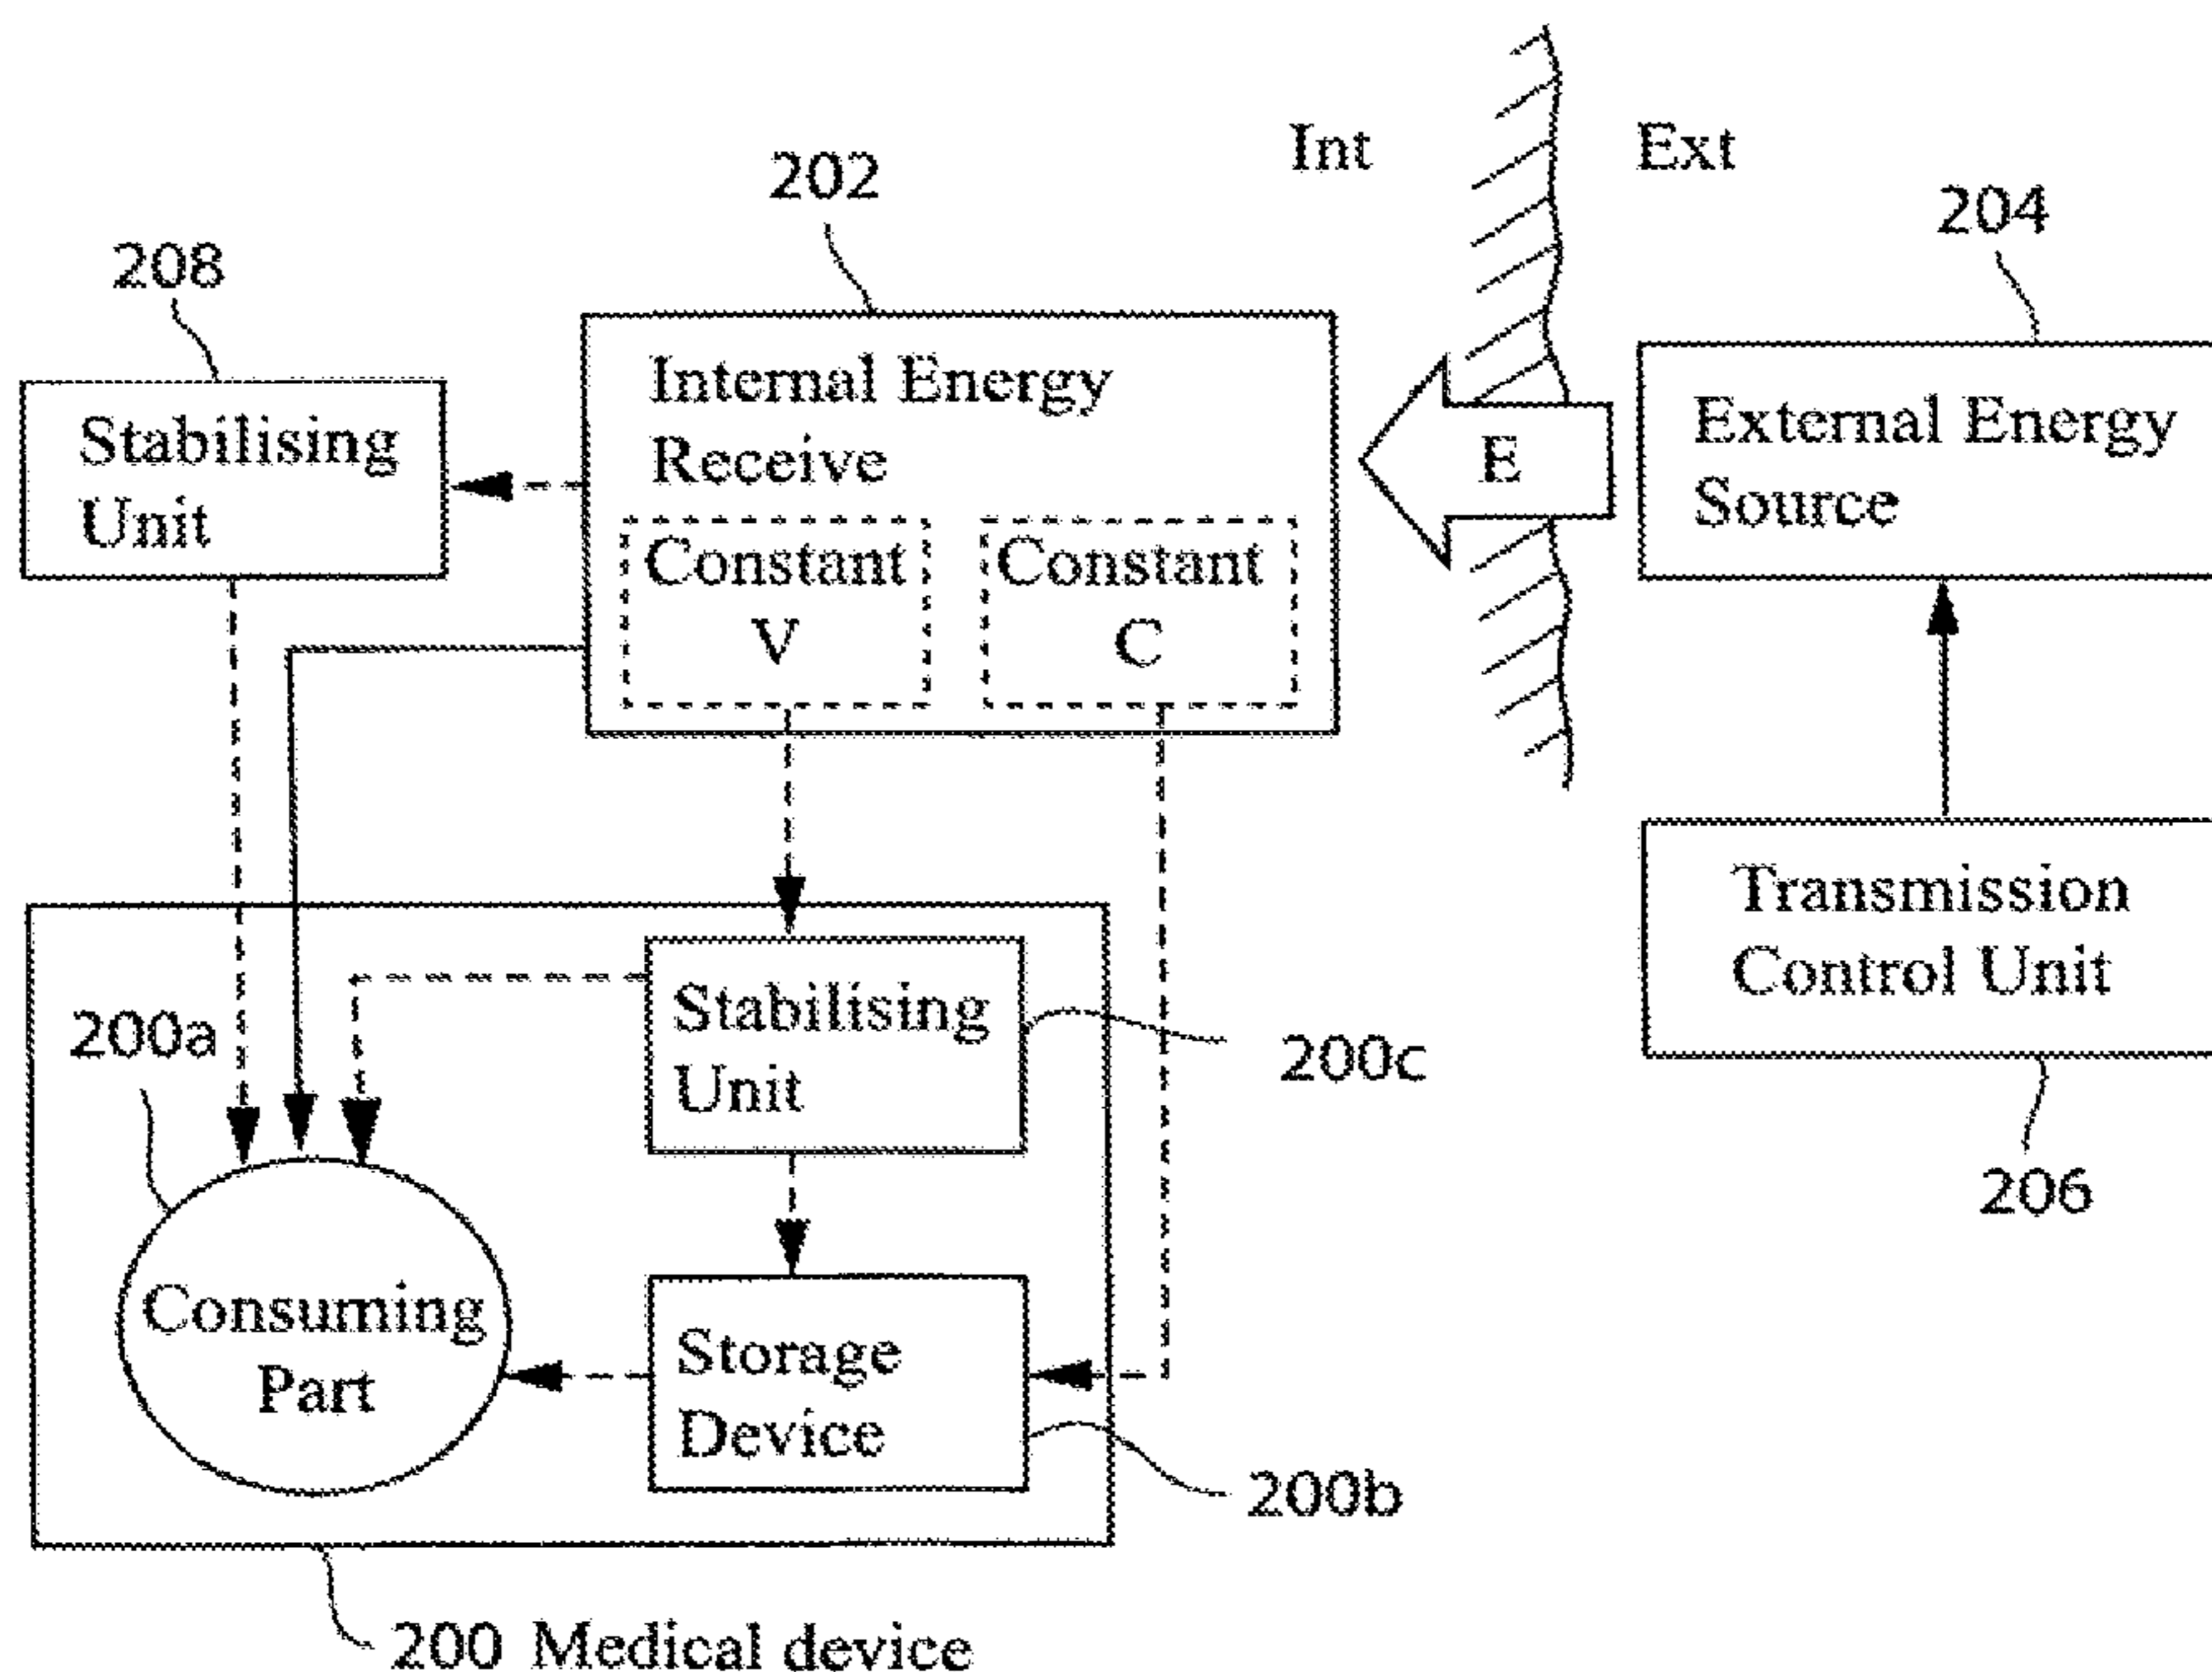 Int
Ext
202
204
208
Internal Energy
Receive
External Energy
Source
E
Stabilising
Unit
Constant
V
Constant
C
Transmission
Control Unit
200a
Stabilising
Unit
200c
206
Consuming
Part
Storage
Device
200b
200 Medical device